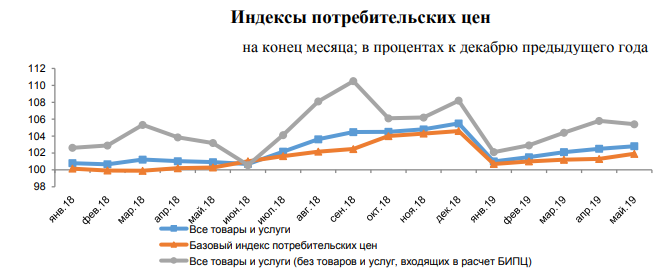 Индексы потребительских цен
на конец месяца; в процентах к декабрю предыдущего года
112
110
108
106
104
102
100
98
янв.18 фев.18 мар.18 апр.18 май.18 июн.18 июл.18 авг.18 сен.18 окт.18 ноя.18 дек.18 янв.19 фев.19 мар.19 апр.19 май.19
Все товары и услуги
Базовый индекс потребительских цен
Все товары и услуги (без товаров и услуг, входящих в расчет БИПЦ)